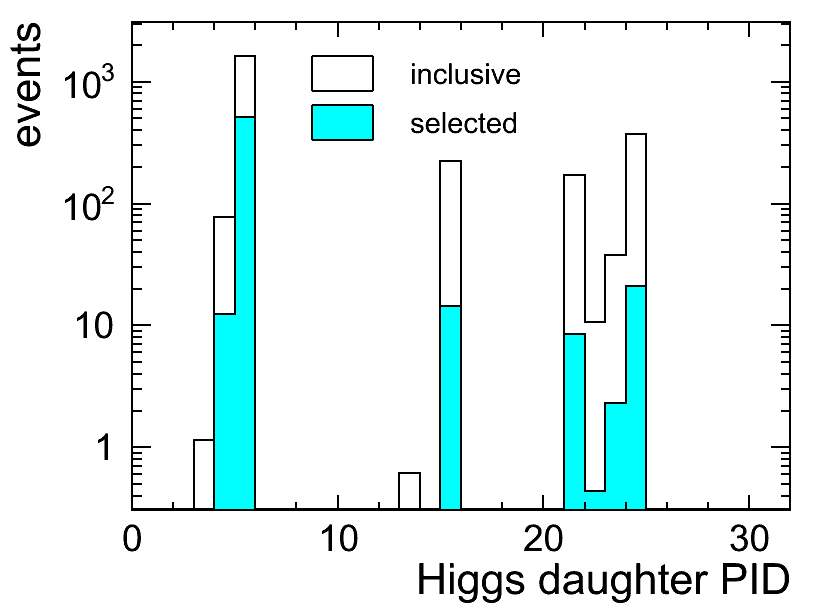 events
10³
10²
10
1
inclusive
selected
0 10 20 30
Higgs daughter PID